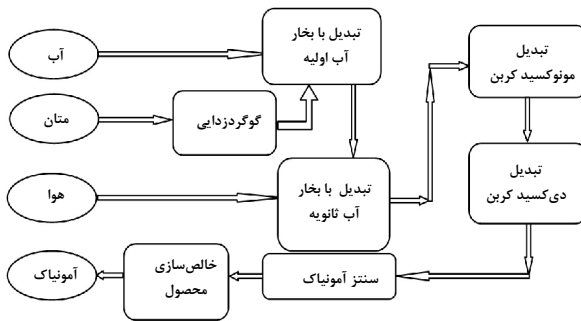 آب
تبدیل با بخار
آب اولیه
تبدیل
مونوکسید کربن
متان
گوگردزدایی
هوا
تبدیل با بخار
آب ثانویه
تبدیل
دی‌کسید کربن
آمونیاک
خالص‌سازی
محصول
سنتز آمونیاک